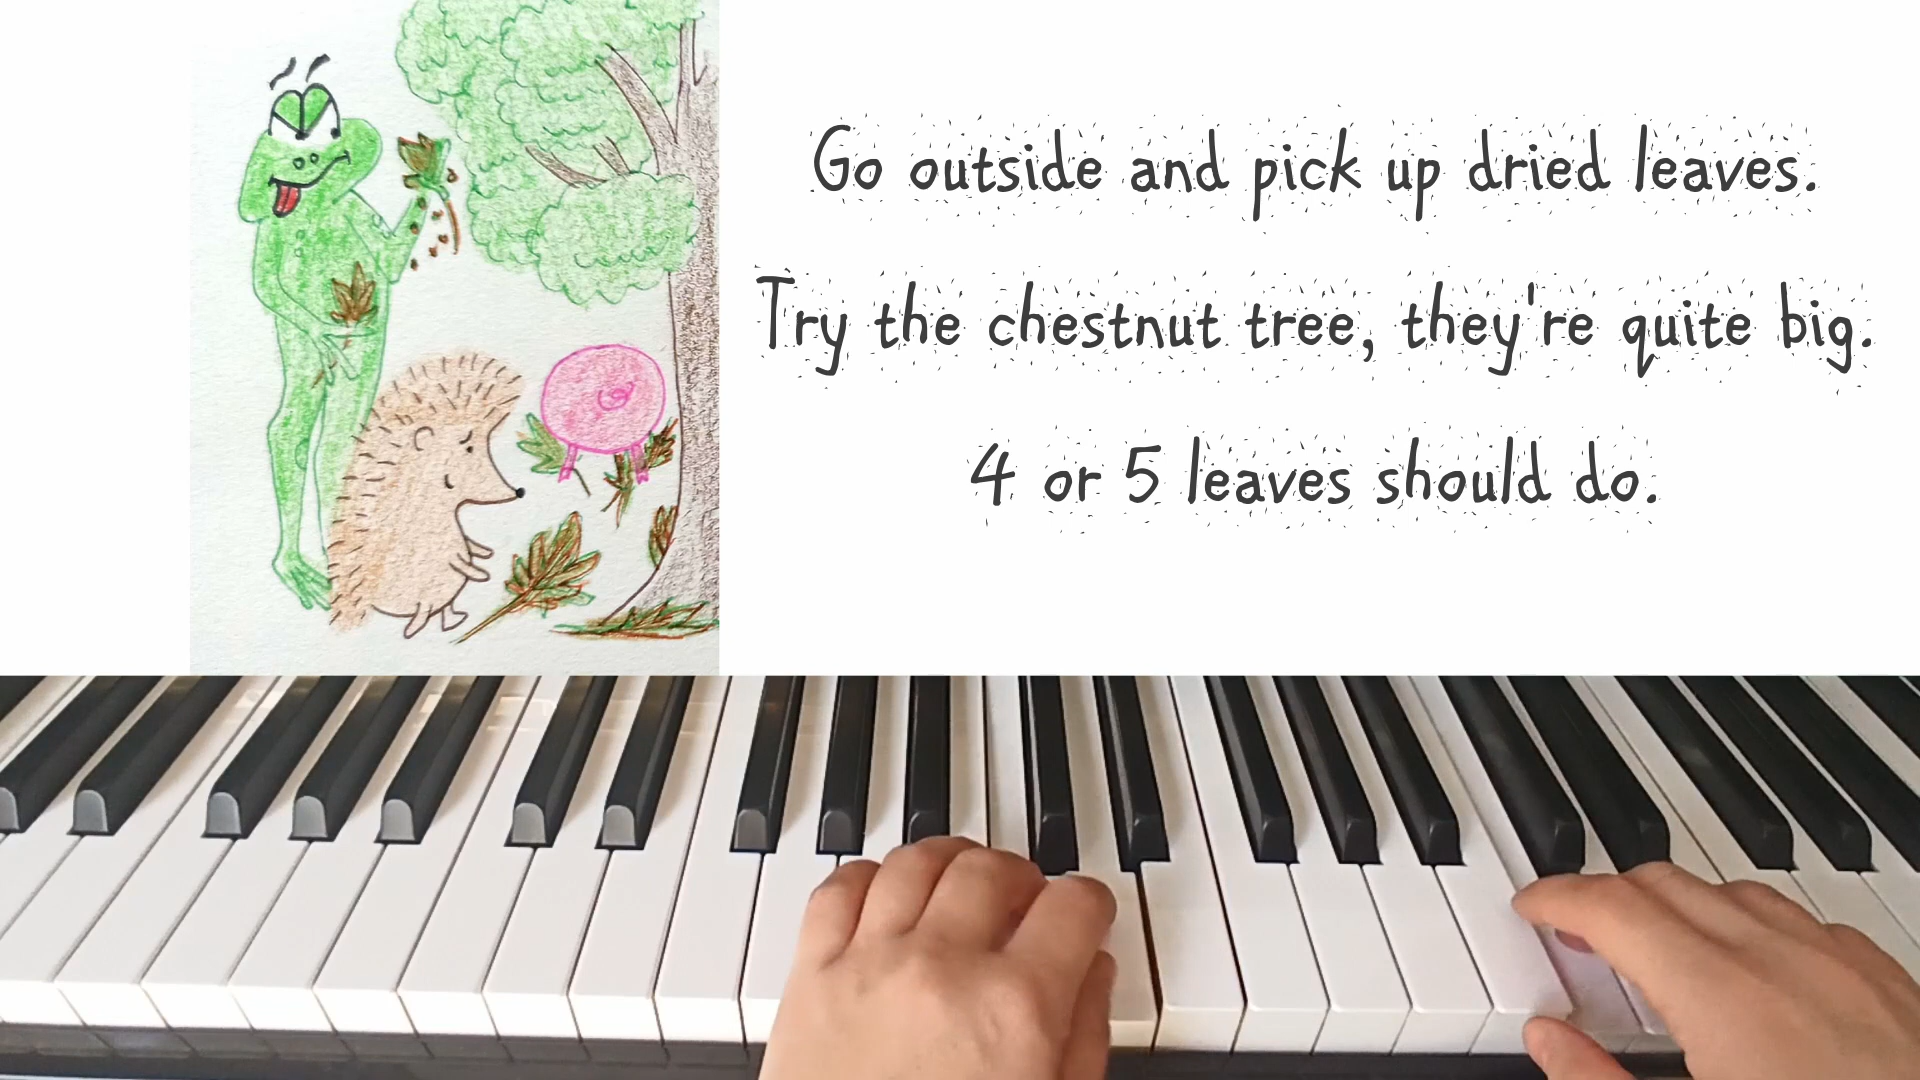 Go outside and pick up dried leaves.
Try the chestnut tree, they're quite big.
4 or 5 leaves should do.